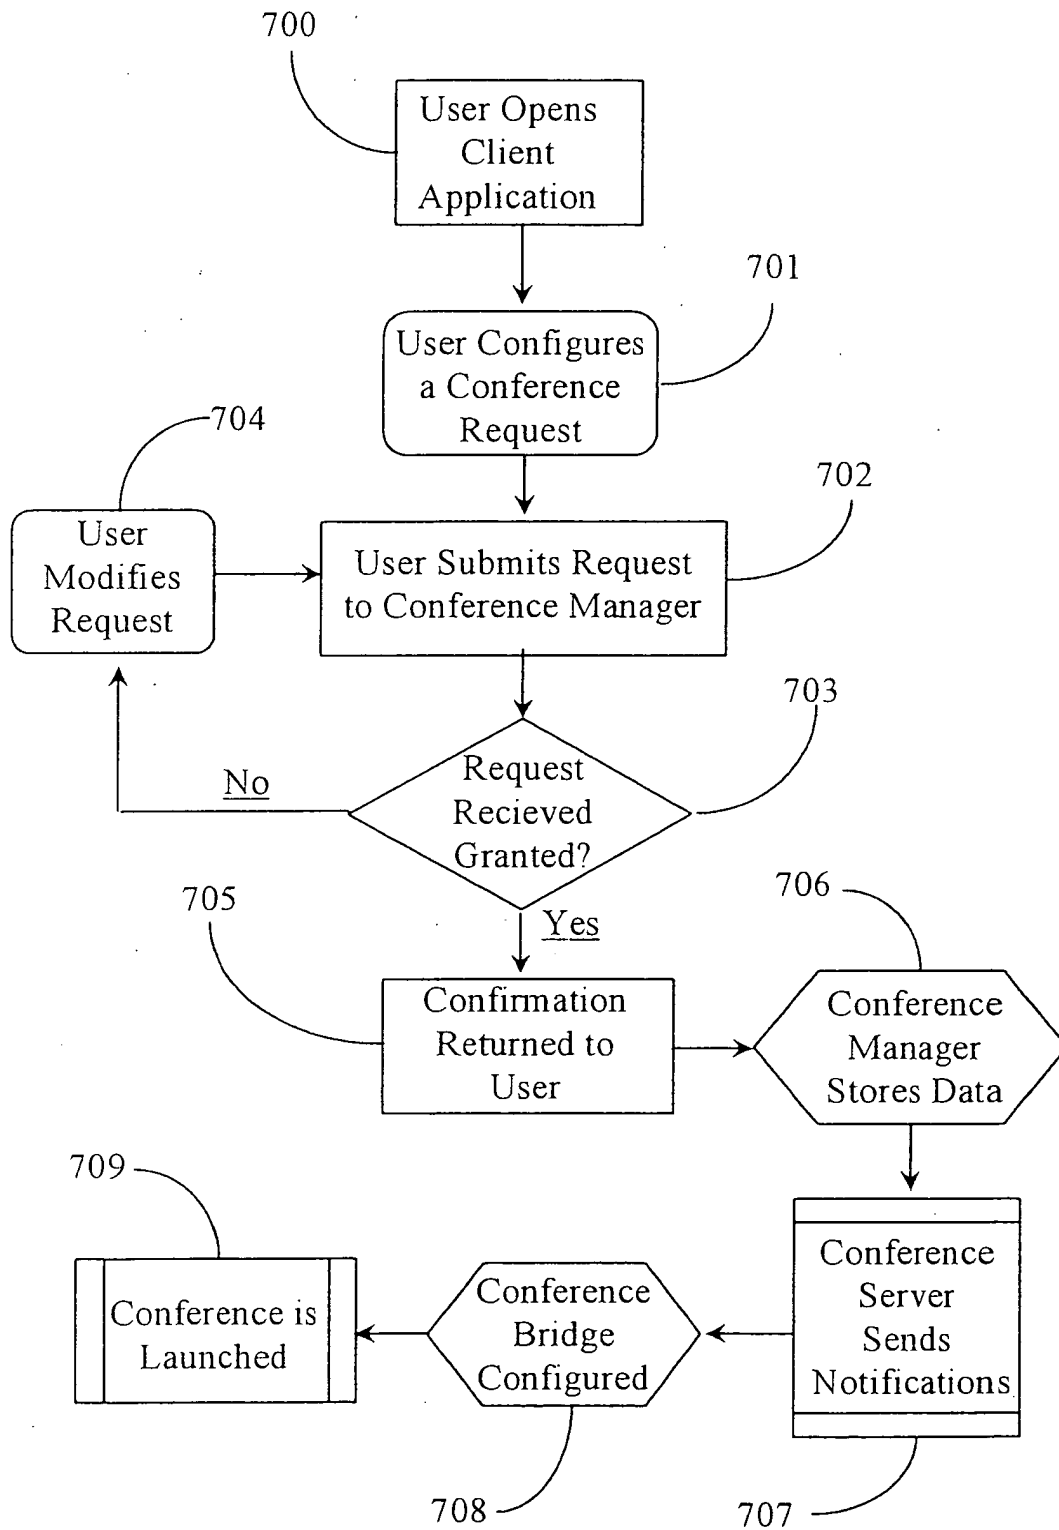 700
User Opens
Client
Application
701
User Configures
a Conference
Request
704
702
User
Modifies
Request
User Submits Request
to Conference Manager
703
No
Request
Recieved
Granted?
705
Yes
706
Confirmation
Returned to
User
Conference
Manager
Stores Data
709
Conference is
Launched
Conference
Bridge
Configured
Conference
Server
Sends
Notifications
708
707